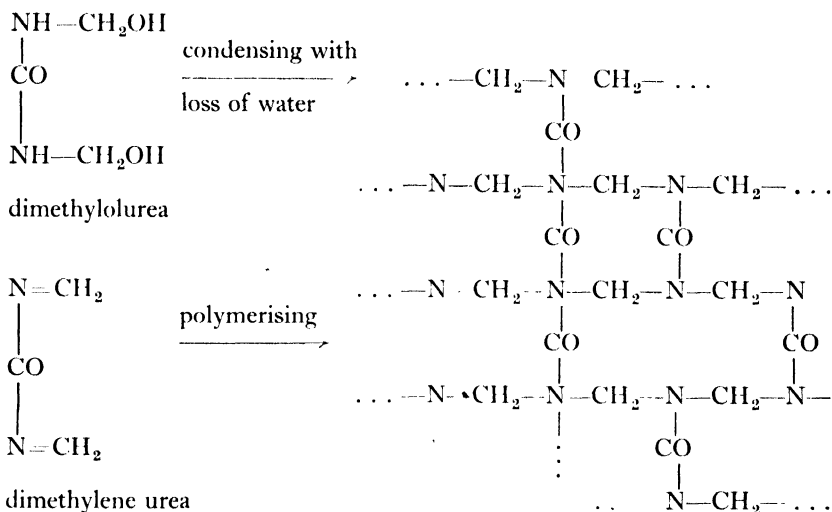 NH—CH₂OH
condensing with
CO
loss of water
NH—CH₂OH
dimethylolurea
N=CH₂
polymerising
CO
N=CH₂
dimethylene urea
... —CH₂—N CH₂— ...
CO
... —N—CH₂—N—CH₂—N—CH₂— ...
CO CO
... —N CH₂—N—CH₂—N—CH₂—N
CO CO
... —N—CH₂—N—CH₂—N—CH₂—N—
CO
.. N—CH₂— ...